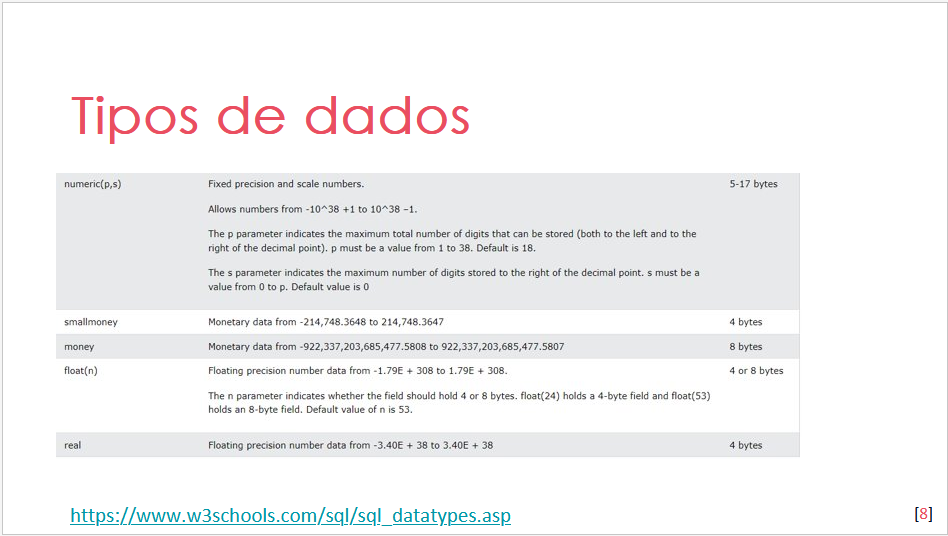 Tipos de dados
numeric(p,s) Fixed precision and scale numbers. 5-17 bytes
Allows numbers from -10^38 +1 to 10^38 –1.
The p parameter indicates the maximum total number of digits that can be stored (both to the left and to the
right of the decimal point). p must be a value from 1 to 38. Default is 18.
The s parameter indicates the maximum number of digits stored to the right of the decimal point. s must be a
value from 0 to p. Default value is 0
smallmoney Monetary data from -214,748.3648 to 214,748.3647 4 bytes
money Monetary data from -922,337,203,685,477.5808 to 922,337,203,685,477.5807 8 bytes
float(n) Floating precision number data from -1.79E + 308 to 1.79E + 308. 4 or 8 bytes
The n parameter indicates whether the field should hold 4 or 8 bytes. float(24) holds a 4-byte field and float(53)
holds an 8-byte field. Default value of n is 53.
real Floating precision number data from -3.40E + 38 to 3.40E + 38 4 bytes
https://www.w3schools.com/sql/sql_datatypes.asp
[8]